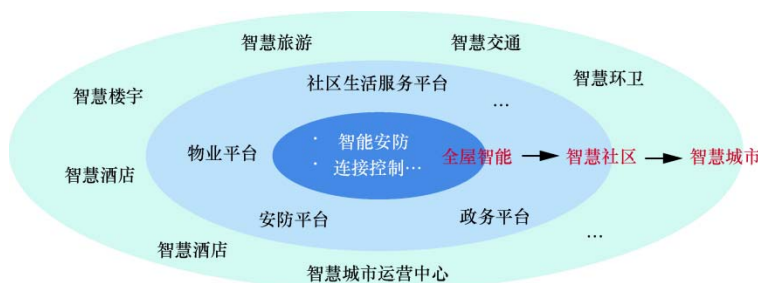 智慧旅游
智慧交通
智慧楼宇
社区生活服务平台
智慧环卫
…
· 智能安防
物业平台
· 连接控制…
全屋智能
智慧社区
智慧城市
智慧酒店
安防平台
政务平台
智慧酒店
…
智慧城市运营中心